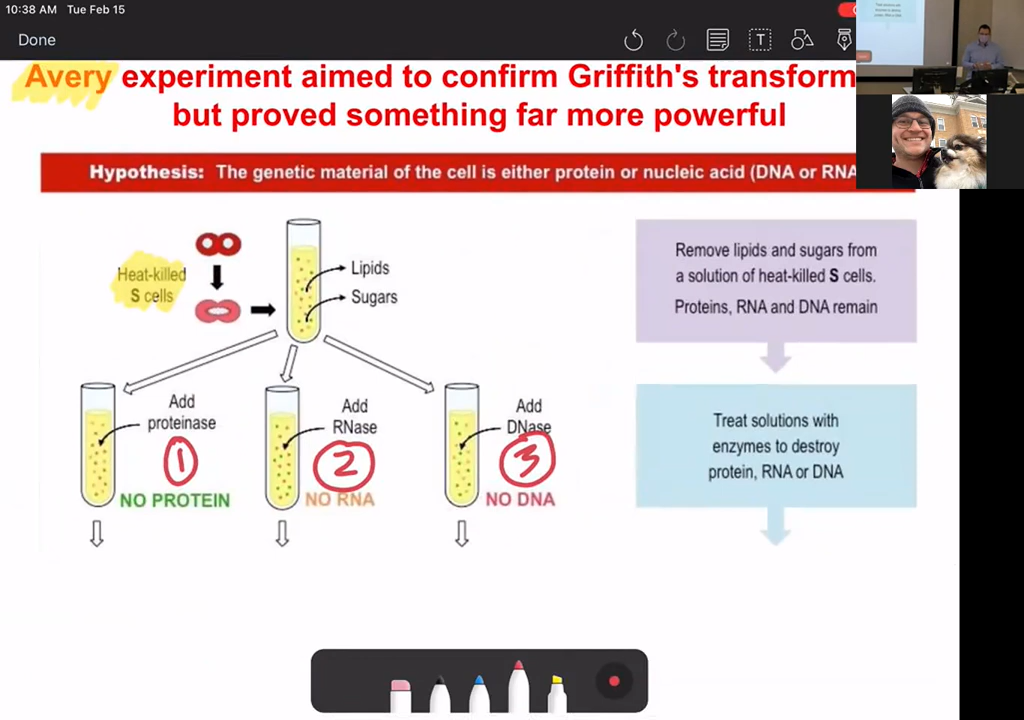 10:38 AM Tue Feb 15
Done
T
Avery experiment aimed to confirm Griffith's transform
but proved something far more powerful
Hypothesis: The genetic material of the cell is either protein or nucleic acid (DNA or RNA
Heat-killed
S cells
Lipids
Sugars
Remove lipids and sugars from
a solution of heat-killed S cells.
Proteins, RNA and DNA remain
Add
proteinase
1
NO PROTEIN
Add
RNase
2
NO RNA
Add
DNase
3
NO DNA
Treat solutions with
enzymes to destroy
protein, RNA or DNA